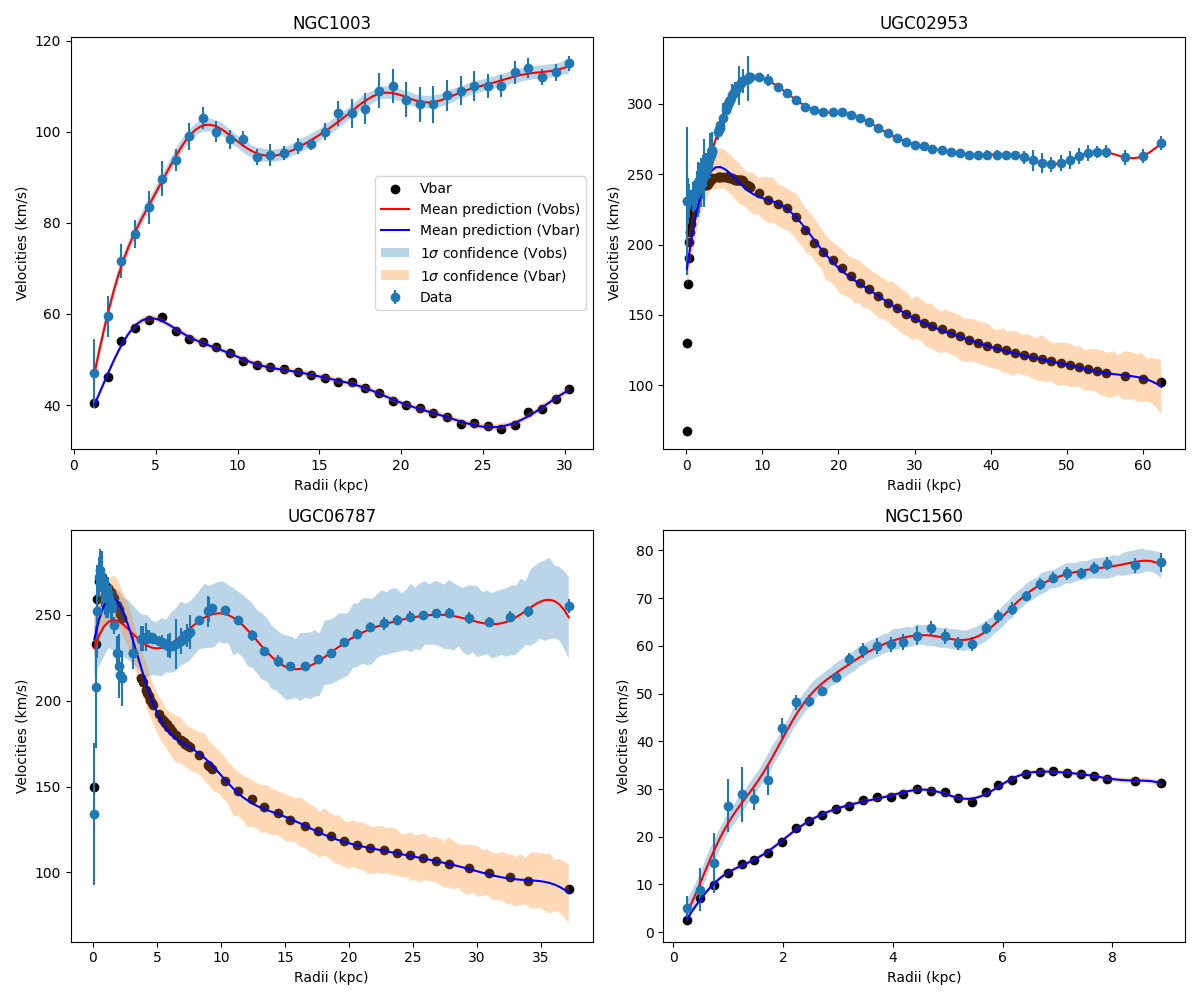 NGC1003
120
100
80
60
40
Velocities (km/s)
0 5 10 15 20 25 30
Radii (kpc)
Vbar
Mean prediction (Vobs)
Mean prediction (Vbar)
1σ confidence (Vobs)
1σ confidence (Vbar)
Data
UGC02953
300
250
200
150
100
Velocities (km/s)
0 10 20 30 40 50 60
Radii (kpc)
UGC06787
250
200
150
100
Velocities (km/s)
0 5 10 15 20 25 30 35
Radii (kpc)
NGC1560
80
70
60
50
40
30
20
10
0
Velocities (km/s)
0 2 4 6 8
Radii (kpc)